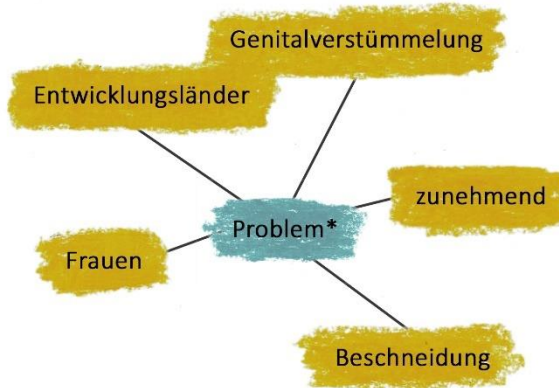 Genitalverstümmelung
Entwicklungsländer
zunehmend
Problem*
Frauen
Beschneidung